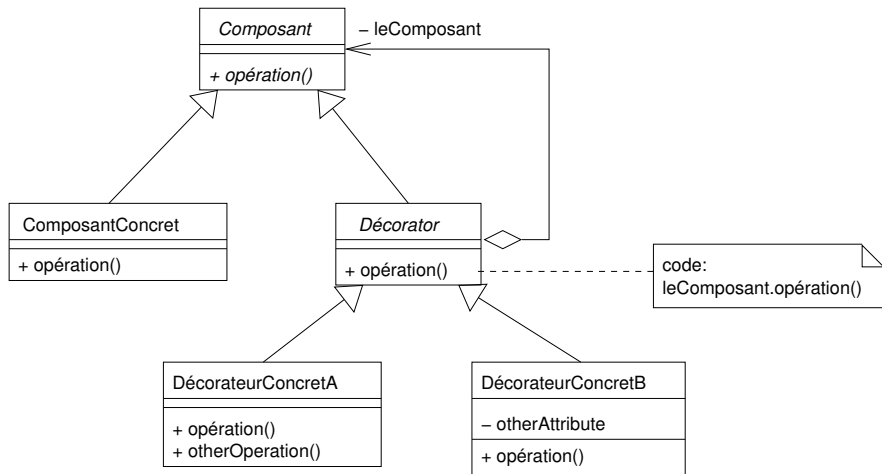 Composant
– leComposant
+ opération()
ComposantConcret
+ opération()
Décorator
+ opération()
code:
leComposant.opération()
DécorateurConcretA
+ opération()
+ otherOperation()
DécorateurConcretB
– otherAttribute
+ opération()